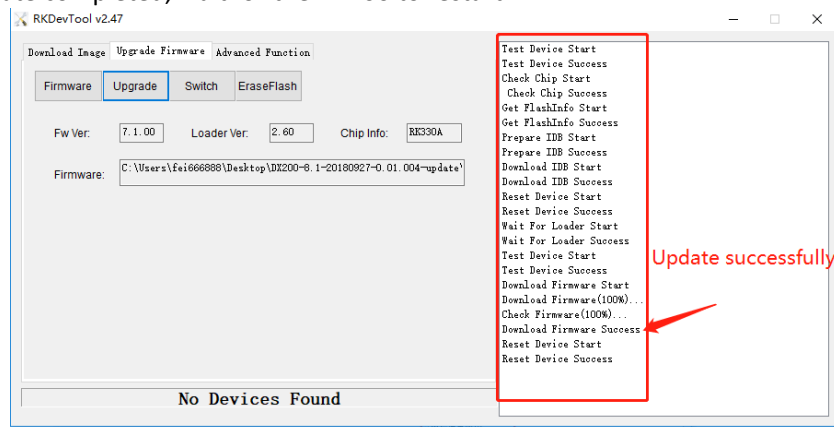 RKDevTool v2.47
Download Image Upgrade Firmware Advanced Function
Firmware Upgrade Switch EraseFlash
Fw Ver: 7.1.00 Loader Ver: 2.60 Chip Info: RK330A
Firmware: C:\Users\fei666888\Desktop\DX200-8.1-20180927-0.01.004-update\
No Devices Found
Test Device Start
Test Device Success
Check Chip Start
Check Chip Success
Get FlashInfo Start
Get FlashInfo Success
Prepare IDB Start
Prepare IDB Success
Download IDB Start
Download IDB Success
Reset Device Start
Reset Device Success
Wait For Loader Start
Wait For Loader Success
Test Device Start
Test Device Success
Download Firmware Start
Download Firmware(100%)...
Check Firmware(100%)...
Download Firmware Success
Reset Device Start
Reset Device Success
Update successfully